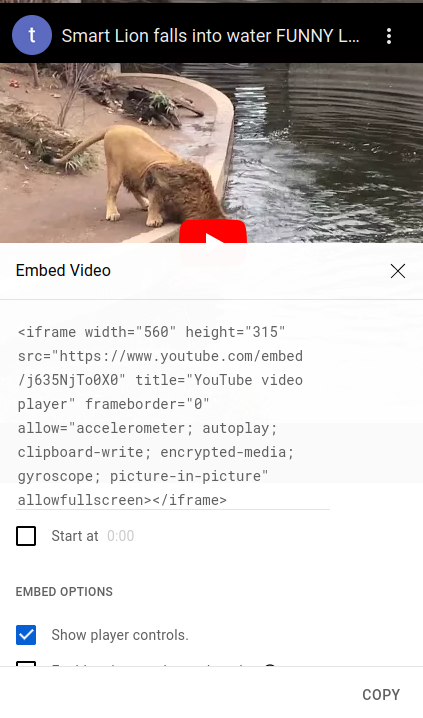 t
Smart Lion falls into water FUNNY L...
Embed Video
<iframe width="560" height="315"
src="https://www.youtube.com/embed
/j635NjTo0X0" title="YouTube video
player" frameborder="0"
allow="accelerometer; autoplay;
clipboard-write; encrypted-media;
gyroscope; picture-in-picture"
allowfullscreen></iframe>
Start at 0:00
EMBED OPTIONS
Show player controls.
COPY